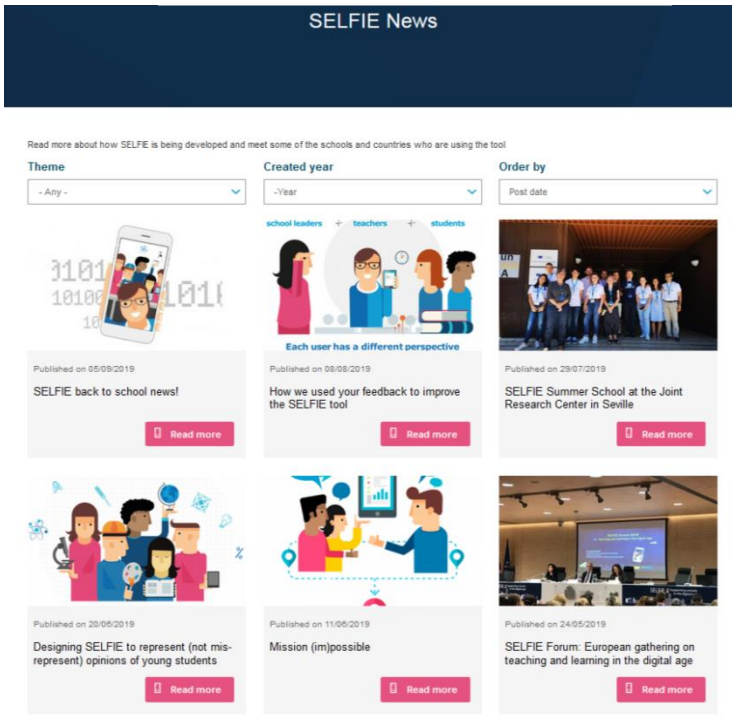 SELFIE News
Read more about how SELFIE is being developed and meet some of the schools and countries who are using the tool
Theme
Created year
Order by
- Any -
-Year
Post date
school leaders + teachers + students
Each user has a different perspective
Published on 05/09/2019
SELFIE back to school news!
Read more
Published on 08/08/2019
How we used your feedback to improve
the SELFIE tool
Read more
Published on 29/07/2019
SELFIE Summer School at the Joint
Research Center in Seville
Read more
Published on 20/06/2019
Designing SELFIE to represent (not mis-
represent) opinions of young students
Read more
Published on 11/06/2019
Mission (im)possible
Read more
Published on 24/05/2019
SELFIE Forum: European gathering on
teaching and learning in the digital age
Read more